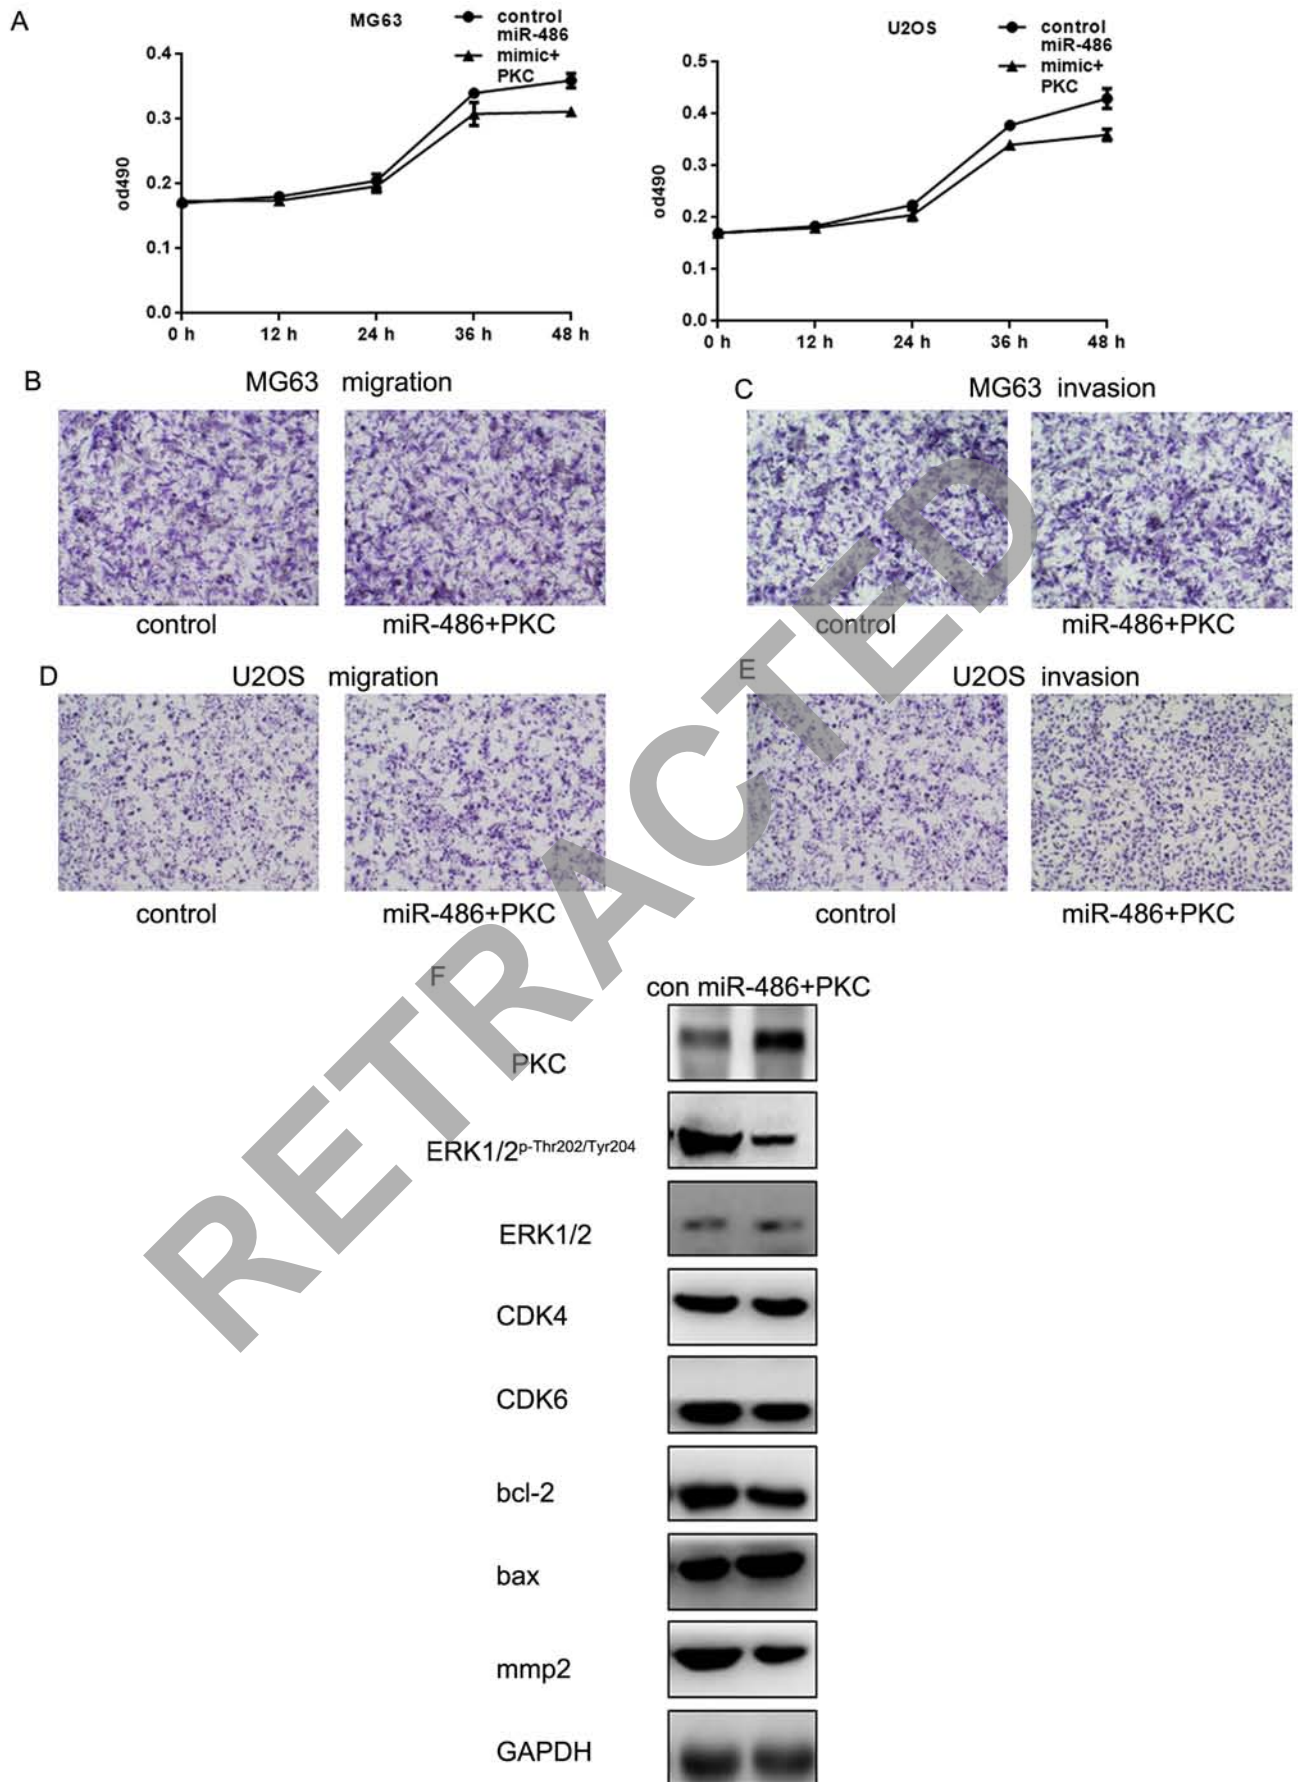 A
MG63
control
miR-486
mimic+
PKC
0.4
0.3
0.2
0.1
0.0
od490
0 h 12 h 24 h 36 h 48 h
U2OS
control
miR-486
mimic+
PKC
0.5
0.4
0.3
0.2
0.1
0.0
od490
0 h 12 h 24 h 36 h 48 h
B
MG63 migration
control
miR-486+PKC
C
MG63 invasion
control
miR-486+PKC
D
U2OS migration
control
miR-486+PKC
E
U2OS invasion
control
miR-486+PKC
RETRACTED
F
con miR-486+PKC
PKC
ERK1/2p-Thr202/Tyr204
ERK1/2
CDK4
CDK6
bcl-2
bax
mmp2
GAPDH